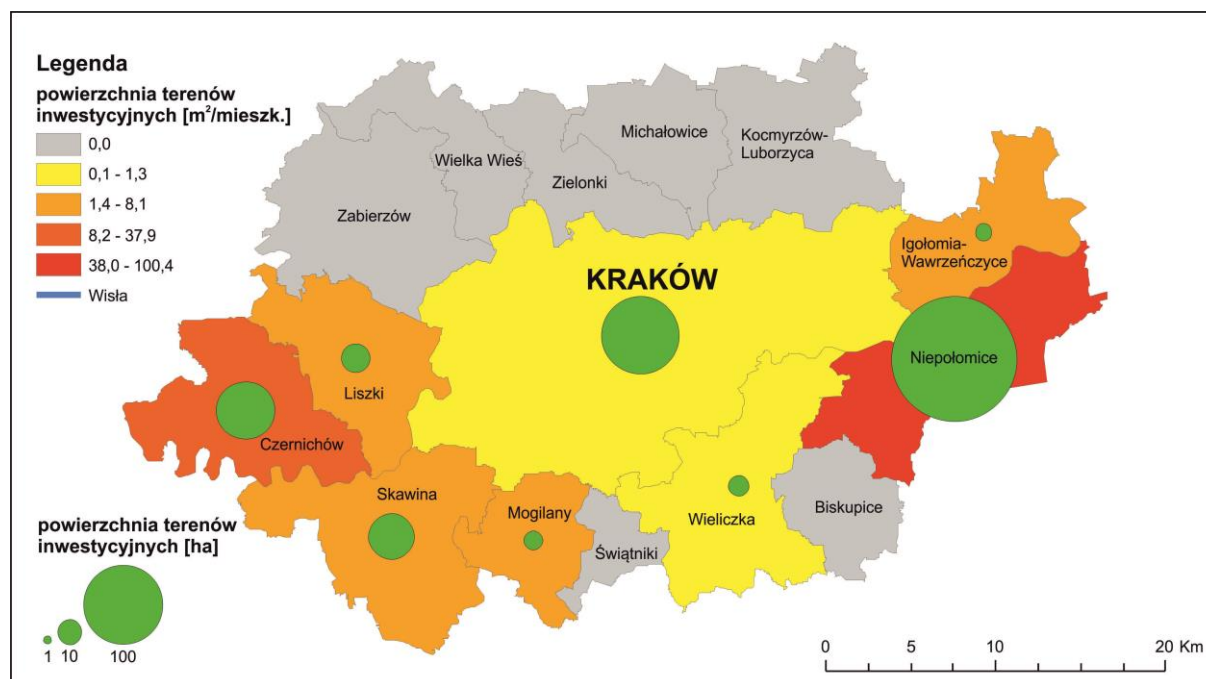 Legenda
powierzchnia terenów
inwestycyjnych [m²/mieszk.]
0,0
0,1 - 1,3
1,4 - 8,1
8,2 - 37,9
38,0 - 100,4
Wisła
Michałowice
Kocmyrzów-
Luborzyca
Wielka Wieś
Zielonki
Zabierzów
Igołomia-
Wawrzeńczyce
KRAKÓW
Niepołomice
Liszki
Czernichów
Skawina
Mogilany
Wieliczka
Biskupice
Świątniki
powierzchnia terenów
inwestycyjnych [ha]
1 10 100
0 10 20 Km